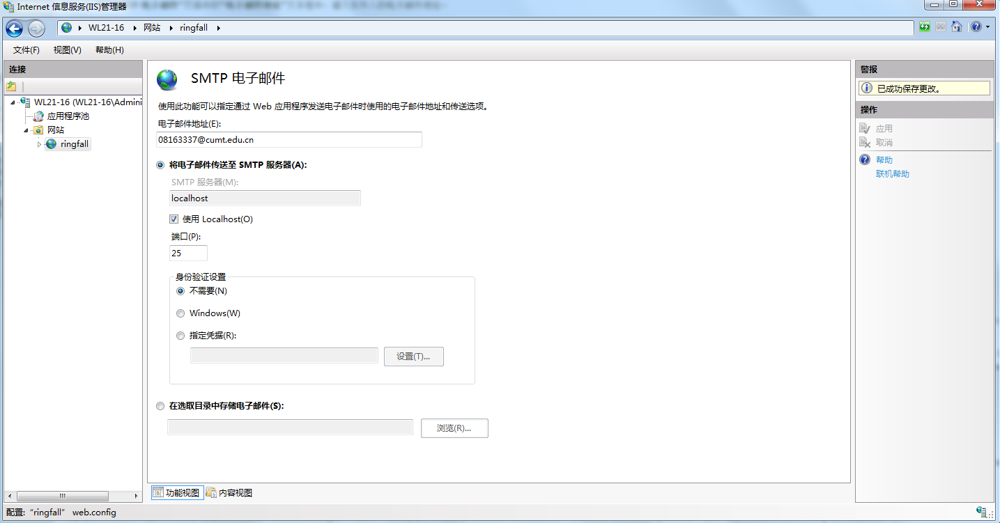 Internet 信息服务(IIS)管理器
WL21-16 网站 ringfall
文件(F) 视图(V) 帮助(H)
连接
WL21-16 (WL21-16\Admini
应用程序池
网站
ringfall
SMTP 电子邮件
使用此功能可以指定通过 Web 应用程序发送电子邮件时使用的电子邮件地址和传送选项。
电子邮件地址(E):
08163337@cumt.edu.cn
将电子邮件传送至 SMTP 服务器(A):
SMTP 服务器(M):
localhost
使用 Localhost(O)
端口(P):
25
身份验证设置
不需要(N)
Windows(W)
指定凭据(R):
设置(T)...
在选取目录中存储电子邮件(S):
浏览(R)...
功能视图 内容视图
警报
已成功保存更改。
操作
应用
取消
帮助
联机帮助
配置: “ringfall” web.config